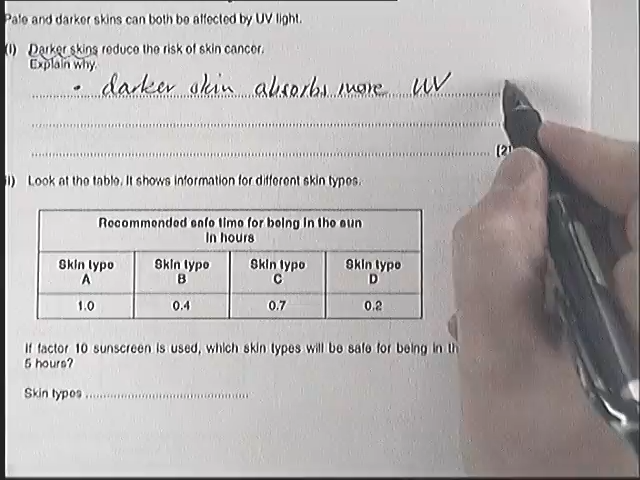 Pale and darker skins can both be affected by UV light.
(i) Darker skins reduce the risk of skin cancer.
Explain why.
• darker skin absorbs more UV
[2]
ii) Look at the table. It shows information for different skin types.
Recommended safe time for being in the sun
in hours
Skin type A Skin type B Skin type C Skin type D
1.0 0.4 0.7 0.2
If factor 10 sunscreen is used, which skin types will be safe for being in th
5 hours?
Skin types